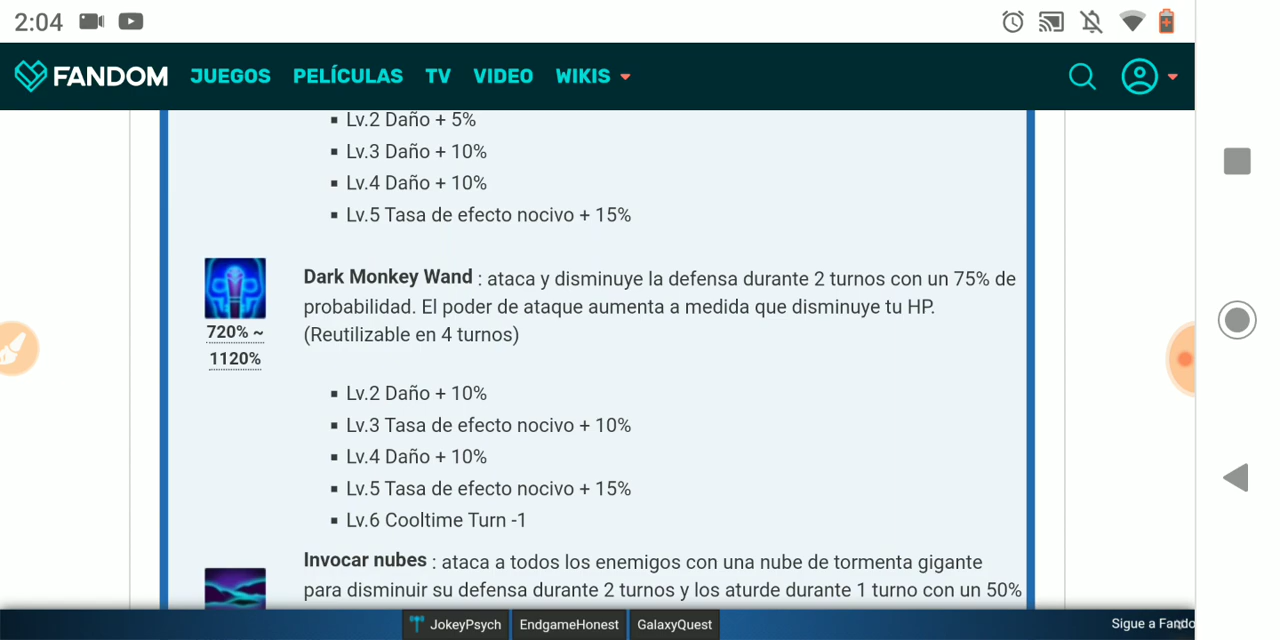 2:04
FANDOM JUEGOS PELÍCULAS TV VIDEO WIKIS
▪ Lv.2 Daño + 5%
▪ Lv.3 Daño + 10%
▪ Lv.4 Daño + 10%
▪ Lv.5 Tasa de efecto nocivo + 15%
Dark Monkey Wand : ataca y disminuye la defensa durante 2 turnos con un 75% de
probabilidad. El poder de ataque aumenta a medida que disminuye tu HP.
(Reutilizable en 4 turnos)
720% ~
1120%
▪ Lv.2 Daño + 10%
▪ Lv.3 Tasa de efecto nocivo + 10%
▪ Lv.4 Daño + 10%
▪ Lv.5 Tasa de efecto nocivo + 15%
▪ Lv.6 Cooltime Turn -1
Invocar nubes : ataca a todos los enemigos con una nube de tormenta gigante
para disminuir su defensa durante 2 turnos y los aturde durante 1 turno con un 50%
JokeyPsych EndgameHonest GalaxyQuest Sigue a Fando